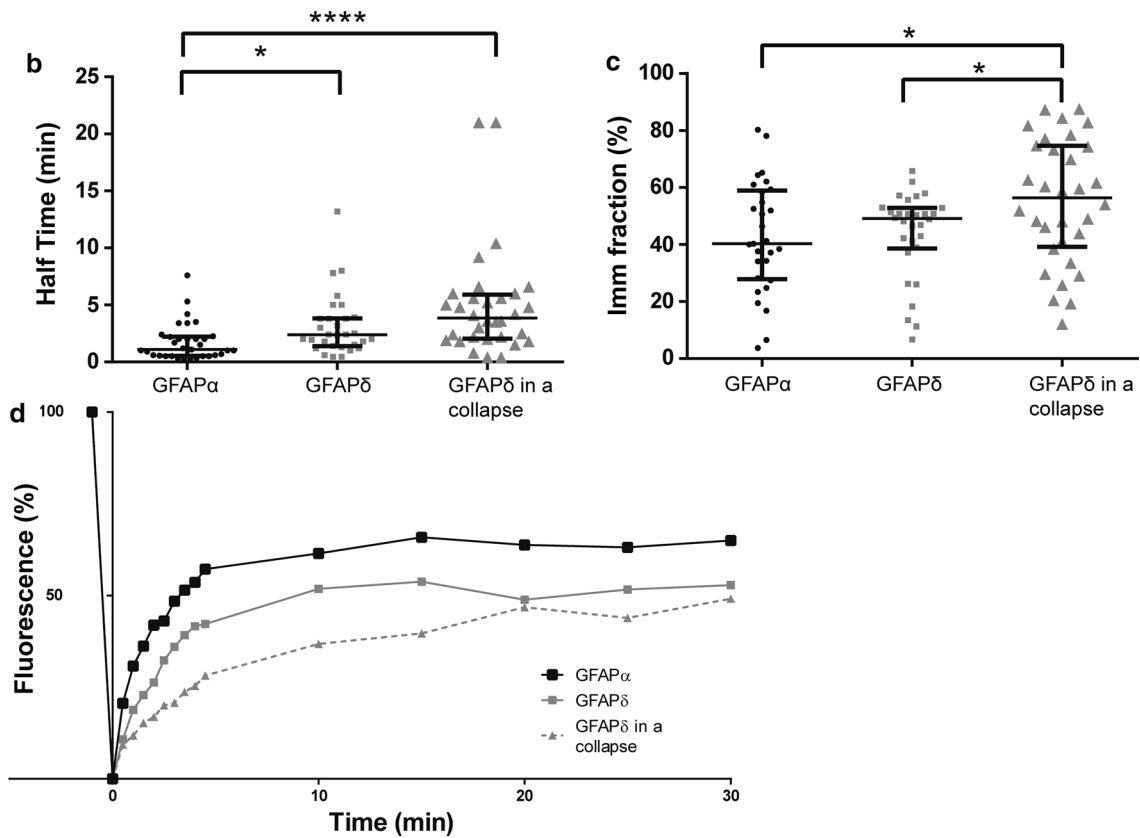 b
****
*
25
20
15
10
5
0
Half Time (min)
GFAPα
GFAPδ
GFAPδ in a
collapse
c
*
*
100
80
60
40
20
0
Imm fraction (%)
GFAPα
GFAPδ
GFAPδ in a
collapse
d
100
50
Fluorescence (%)
GFAPα
GFAPδ
GFAPδ in a
collapse
0
10
20
30
Time (min)